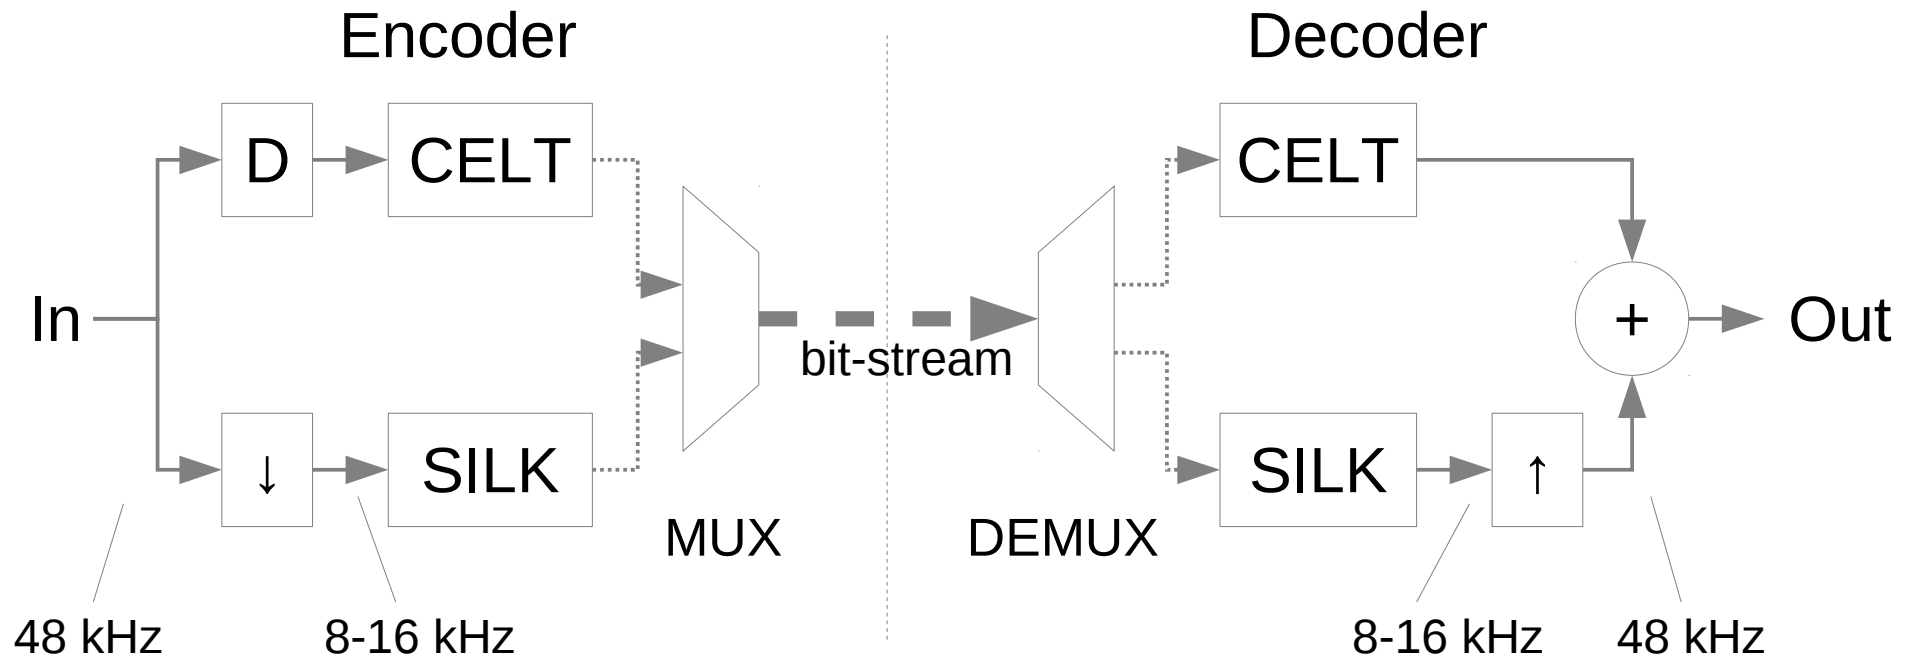 Encoder
Decoder
D
CELT
CELT
In
bit-stream
+
Out
↓
SILK
SILK
↑
MUX
DEMUX
48 kHz
8-16 kHz
8-16 kHz
48 kHz